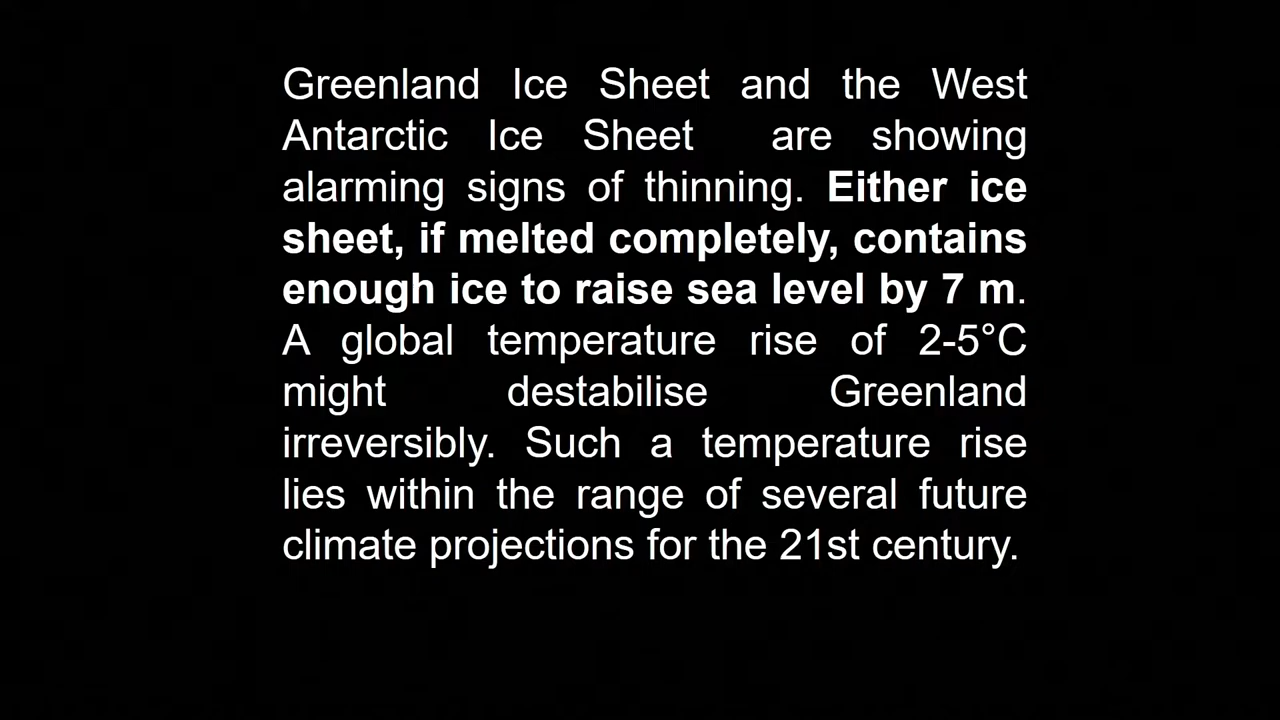 Greenland Ice Sheet and the West
Antarctic Ice Sheet are showing
alarming signs of thinning. Either ice
sheet, if melted completely, contains
enough ice to raise sea level by 7 m.
A global temperature rise of 2-5°C
might destabilise Greenland
irreversibly. Such a temperature rise
lies within the range of several future
climate projections for the 21st century.